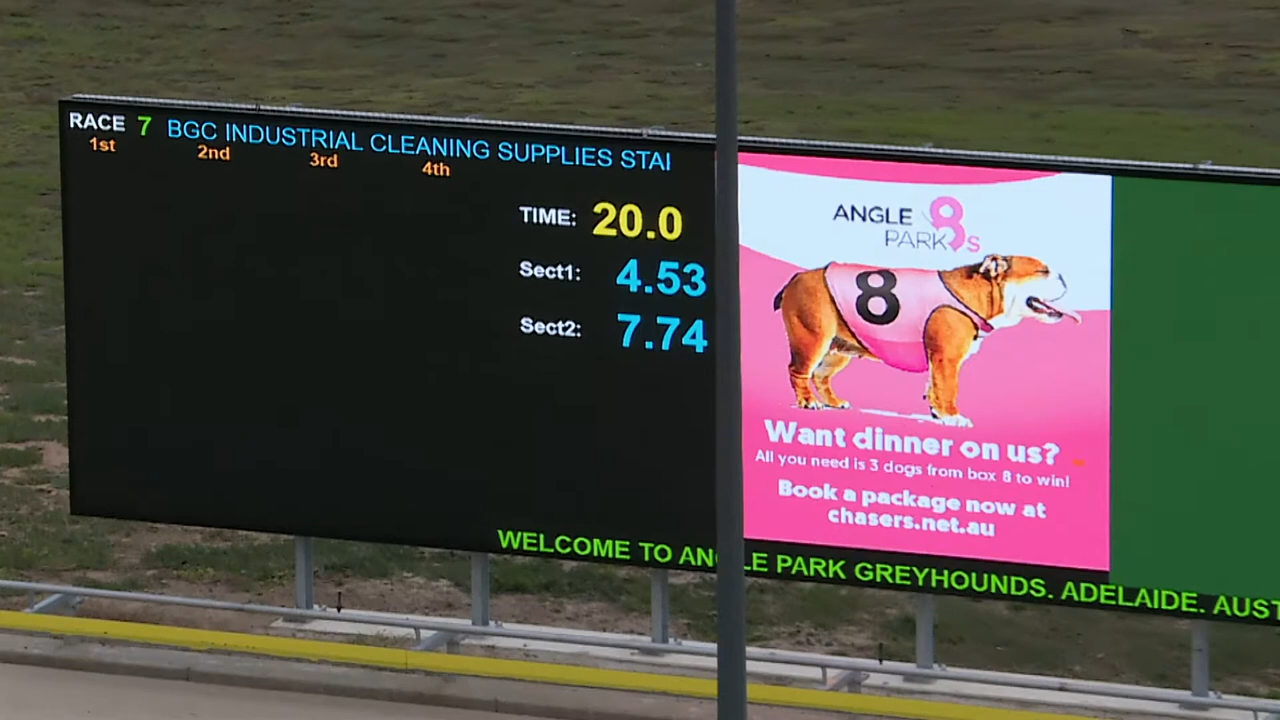 RACE 7 BGC INDUSTRIAL CLEANING SUPPLIES STAI
1st 2nd 3rd 4th
TIME: 20.0
Sect1: 4.53
Sect2: 7.74
ANGLE 8s
PARK
8
Want dinner on us?
All you need is 3 dogs from box 8 to win!
Book a package now at
chasers.net.au
WELCOME TO ANGLE PARK GREYHOUNDS. ADELAIDE. AUST